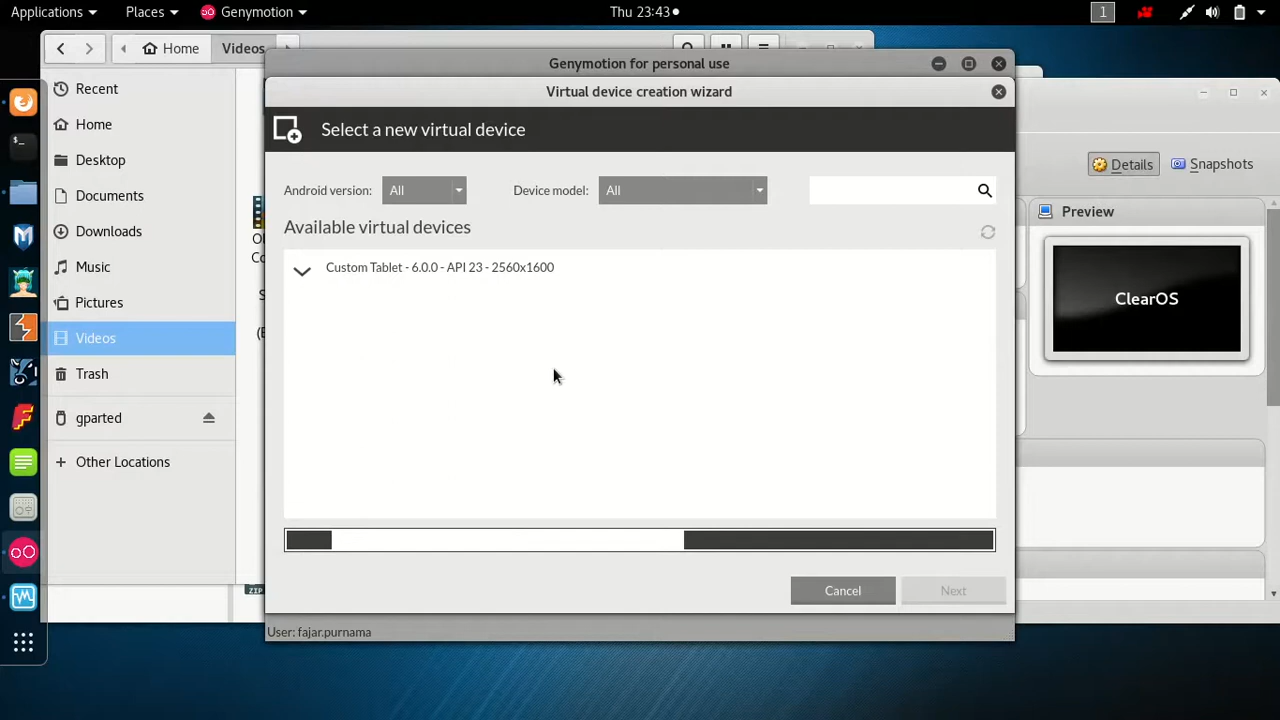 Applications
Places
Genymotion
Thu 23:43
1
Home
Videos
Recent
Home
Desktop
Documents
Downloads
Music
Pictures
Videos
Trash
gparted
Other Locations
Genymotion for personal use
Virtual device creation wizard
Select a new virtual device
Android version:
All
Device model:
All
Available virtual devices
Custom Tablet - 6.0.0 - API 23 - 2560x1600
Cancel
Next
User: fajar.purnama
Details
Snapshots
Preview
ClearOS
ZIP